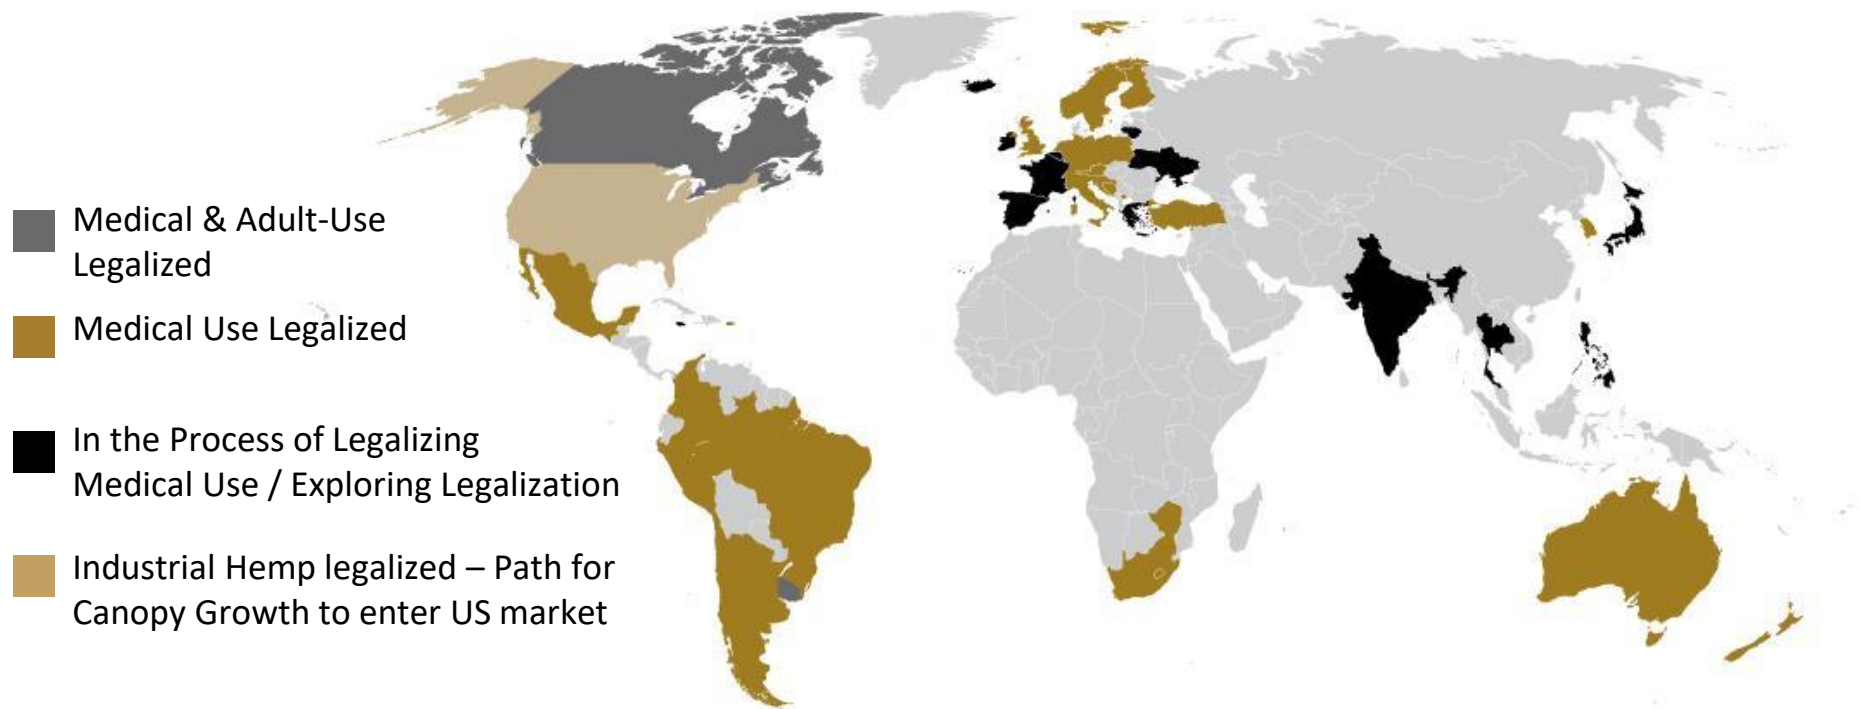 Medical & Adult-Use
Legalized
Medical Use Legalized
In the Process of Legalizing
Medical Use / Exploring Legalization
Industrial Hemp legalized – Path for
Canopy Growth to enter US market